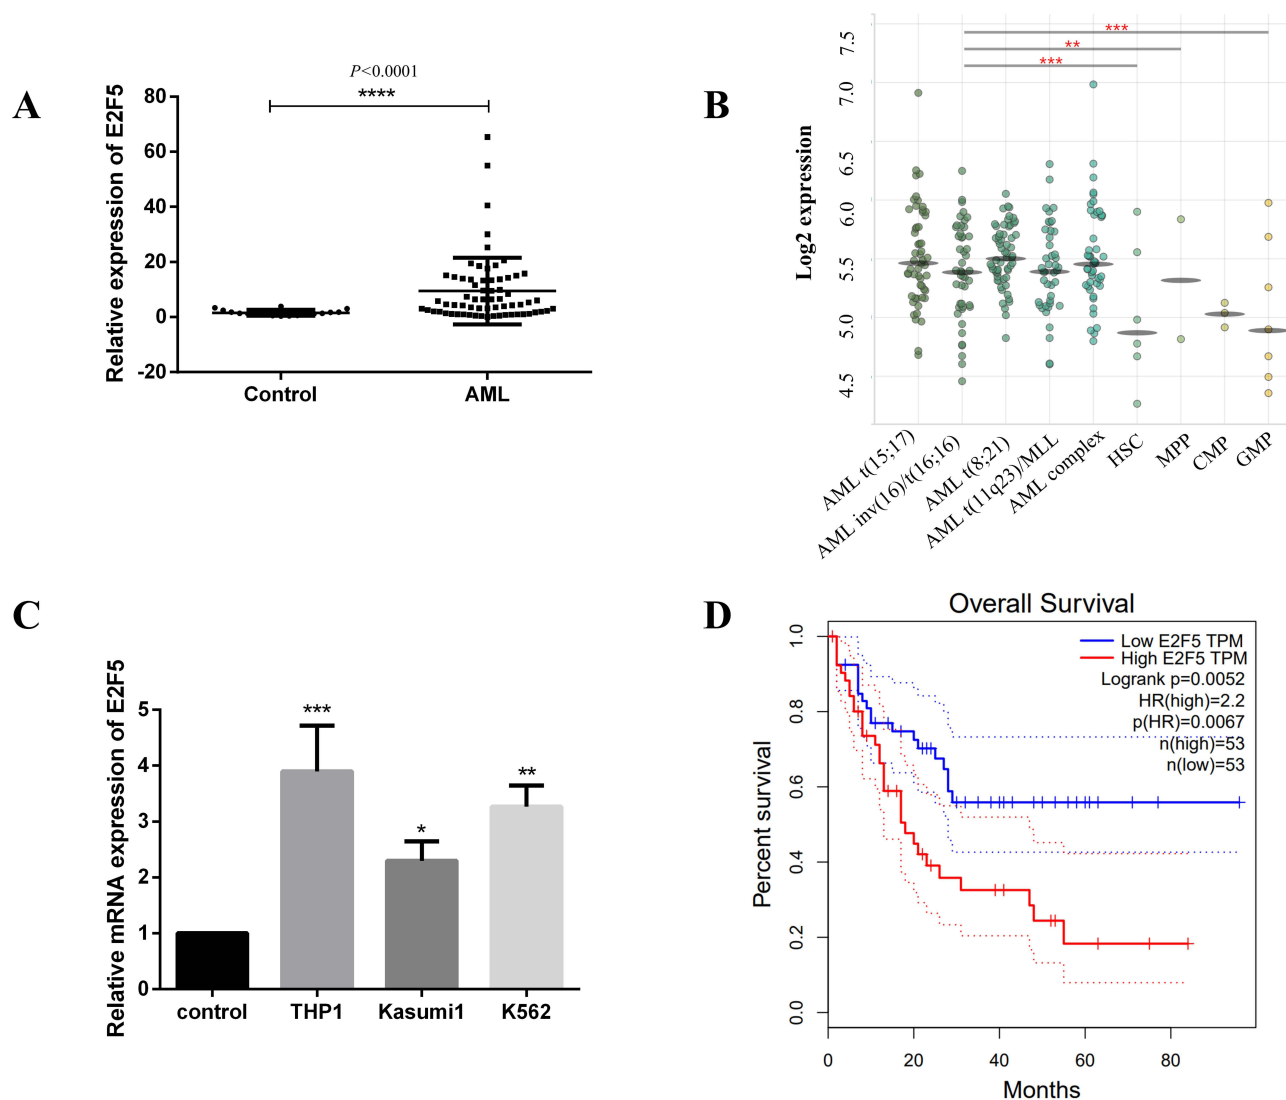 A
P<0.0001
****
Relative expression of E2F5
80
60
40
20
0
-20
Control
AML
B
***
**
***
Log2 expression
7.5
7.0
6.5
6.0
5.5
5.0
4.5
AML t(15;17)
AML inv(16)/t(16;16)
AML t(8;21)
AML t(11q23)/MLL
AML complex
HSC
MPP
CMP
GMP
C
Relative mRNA expression of E2F5
5
4
3
2
1
0
***
*
**
control
THP1
Kasumi1
K562
D
Overall Survival
Low E2F5 TPM
High E2F5 TPM
Logrank p=0.0052
HR(high)=2.2
p(HR)=0.0067
n(high)=53
n(low)=53
Percent survival
1.0
0.8
0.6
0.4
0.2
0.0
0
20
40
60
80
Months